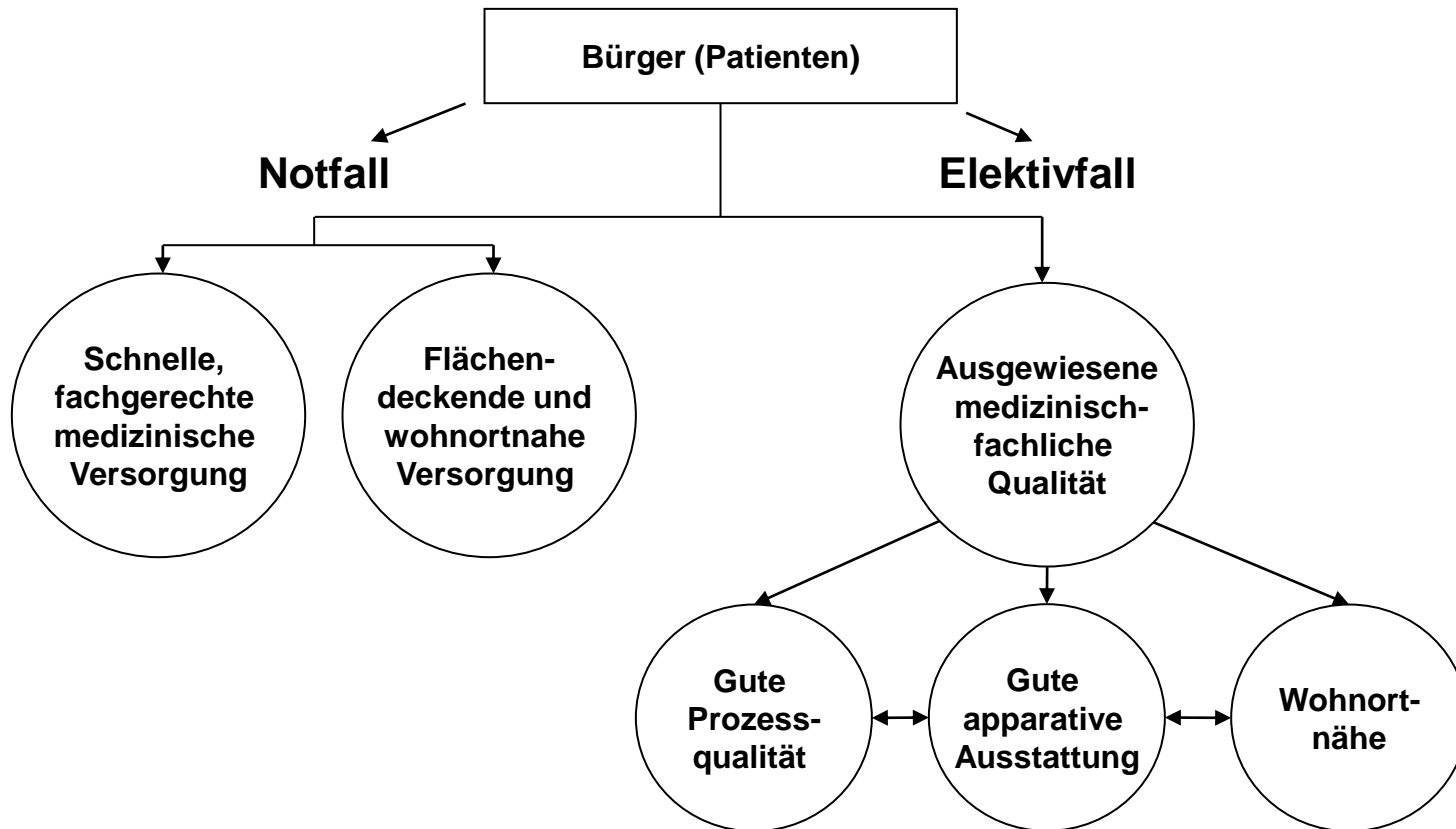 Bürger (Patienten)
Notfall
Elektivfall
Schnelle,
fachgerechte
medizinische
Versorgung
Flächen-
deckende und
wohnortnahe
Versorgung
Ausgewiesene
medizinisch-
fachliche
Qualität
Gute
Prozess-
qualität
Gute
apparative
Ausstattung
Wohnort-
nähe